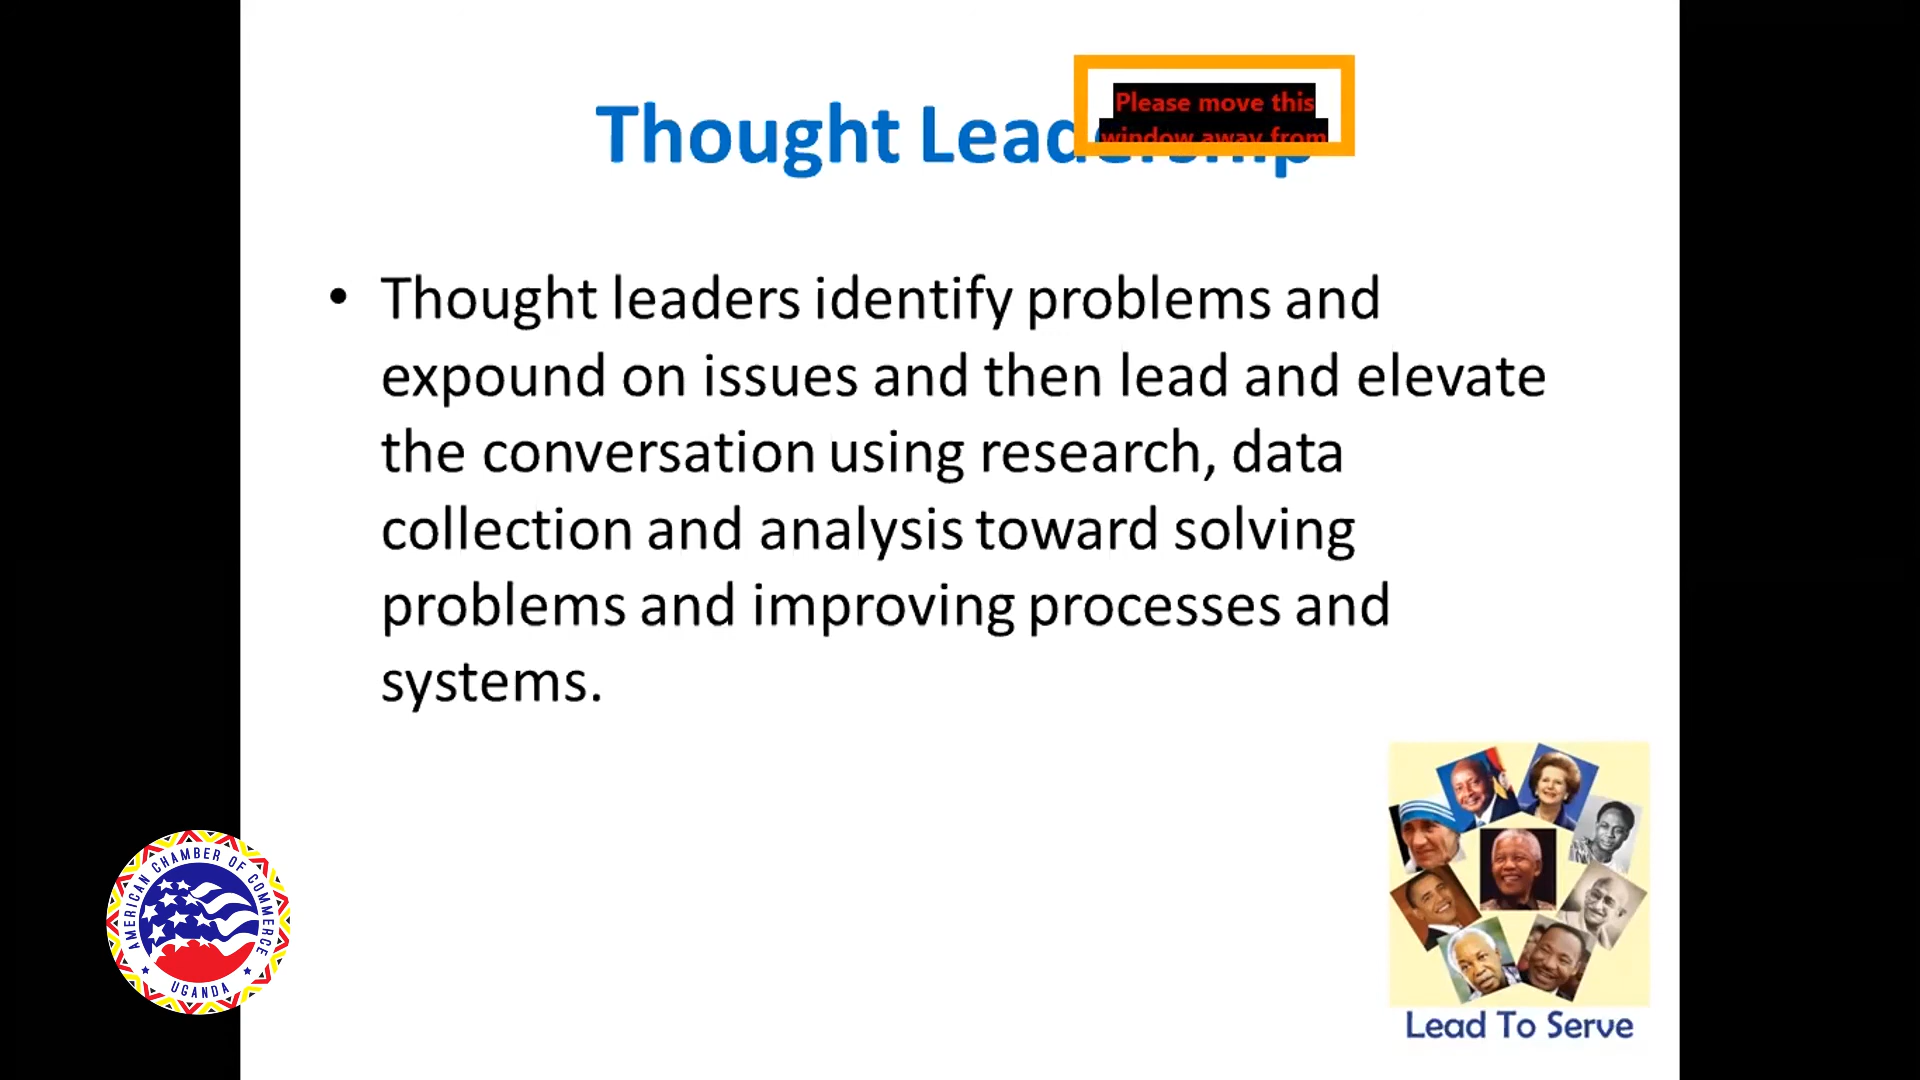 Thought Leadership
Please move this
window away from
• Thought leaders identify problems and
expound on issues and then lead and elevate
the conversation using research, data
collection and analysis toward solving
problems and improving processes and
systems.
AMERICAN CHAMBER OF COMMERCE
UGANDA
Lead To Serve